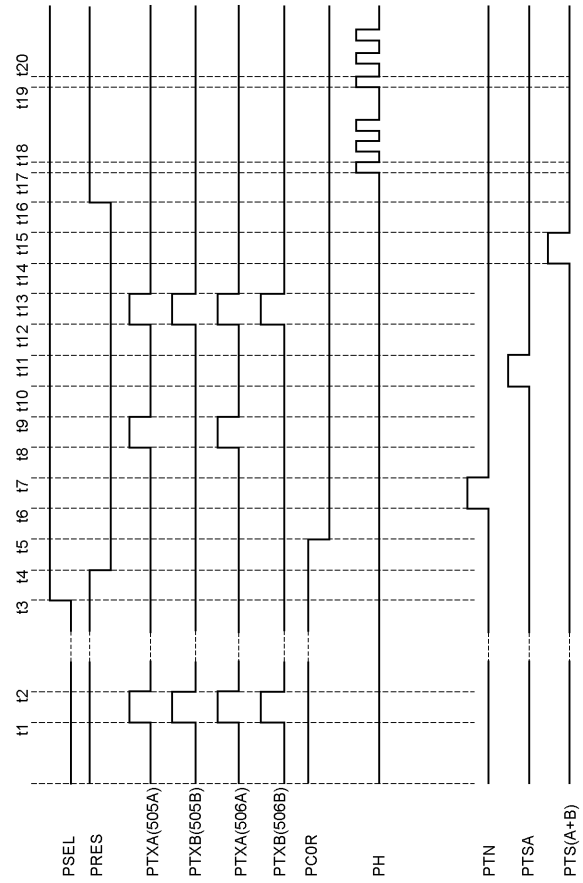 t1
t2
t3
t4
t5
t6
t7
t8
t9
t10
t11
t12
t13
t14
t15
t16
t17
t18
t19
t20
PSEL
PRES
PTXA(505A)
PTXB(505B)
PTXA(506A)
PTXB(506B)
PC0R
PH
PTN
PTSA
PTS(A+B)